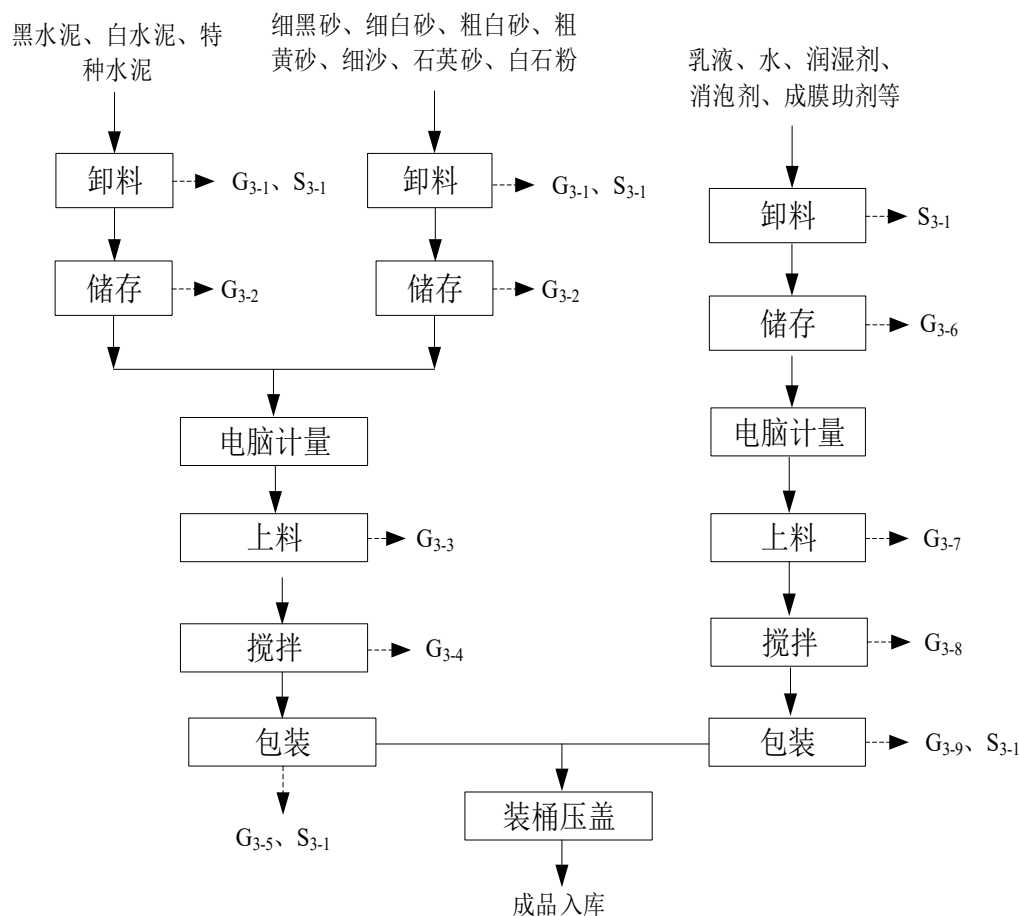 黑水泥、白水泥、特
种水泥
细黑砂、细白砂、粗白砂、粗
黄砂、细沙、石英砂、白石粉
乳液、水、润湿剂、
消泡剂、成膜助剂等
卸料
G3-1、S3-1
卸料
G3-1、S3-1
卸料
S3-1
储存
G3-2
储存
G3-2
储存
G3-6
电脑计量
电脑计量
上料
G3-3
上料
G3-7
搅拌
G3-4
搅拌
G3-8
包装
包装
G3-9、S3-1
G3-5、S3-1
装桶压盖
成品入库